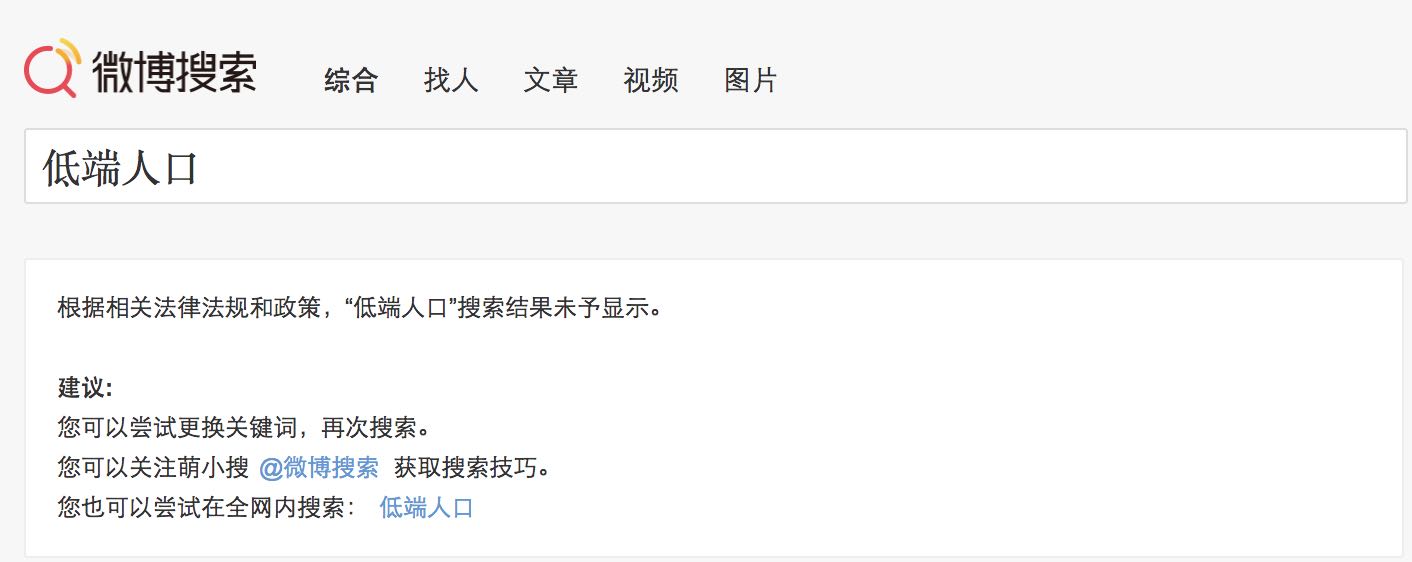 微博搜索 综合 找人 文章 视频 图片
低端人口
根据相关法律法规和政策，“低端人口”搜索结果未予显示。
建议:
您可以尝试更换关键词，再次搜索。
您可以关注萌小搜 @微博搜索 获取搜索技巧。
您也可以尝试在全网内搜索： 低端人口